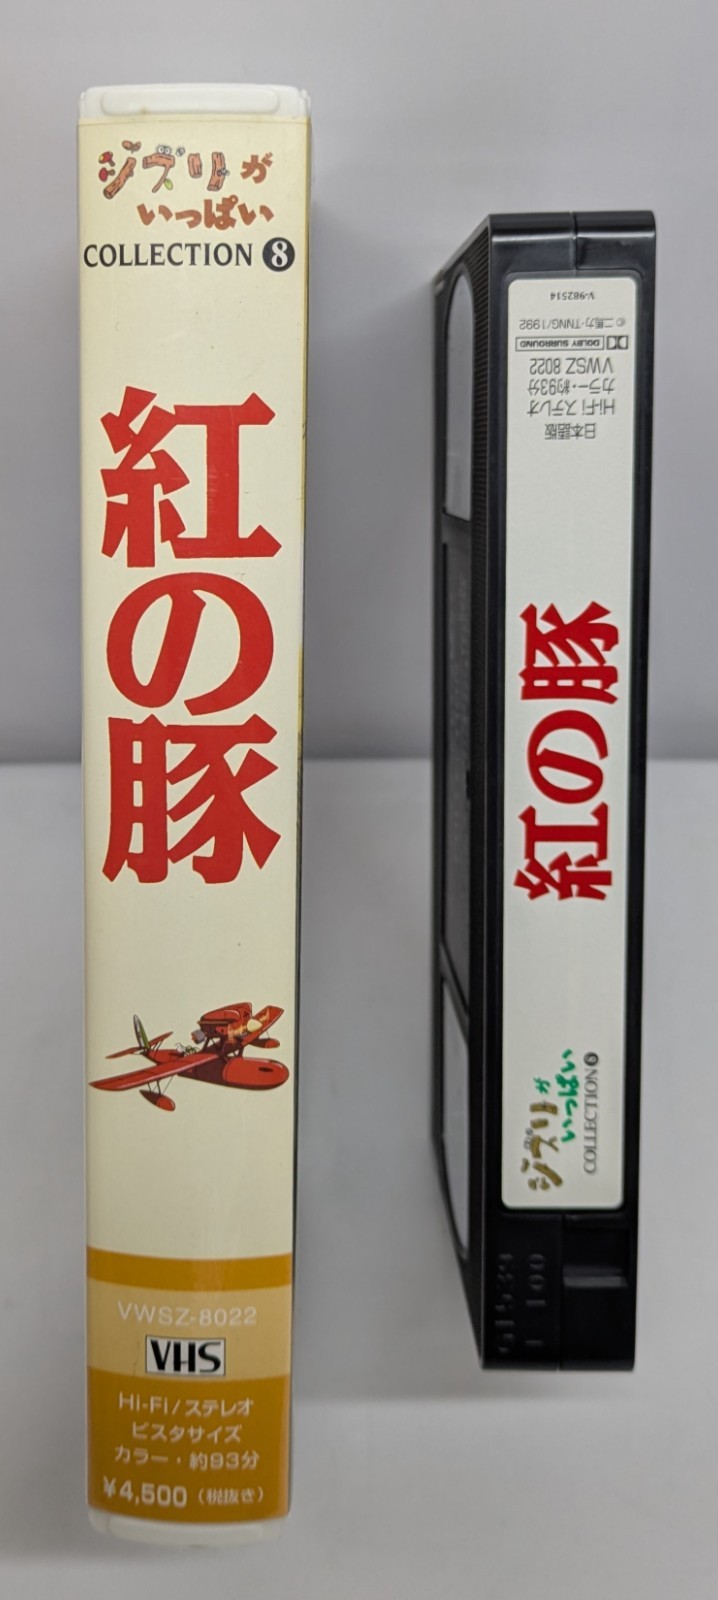 ジブリが
いっぱい
COLLECTION 8
紅の豚
VWSZ-8022
VHS
Hi-Fi/ステレオ
ビスタサイズ
カラー・約93分
¥4,500（税抜き）
ジブリが
いっぱい
COLLECTION 8
紅の豚
日本語版
Hi-Fi ステレオ
カラー・約93分
VWSZ 8022
DOLBY SURROUND
©二馬力・TNNG/1992
V-982514